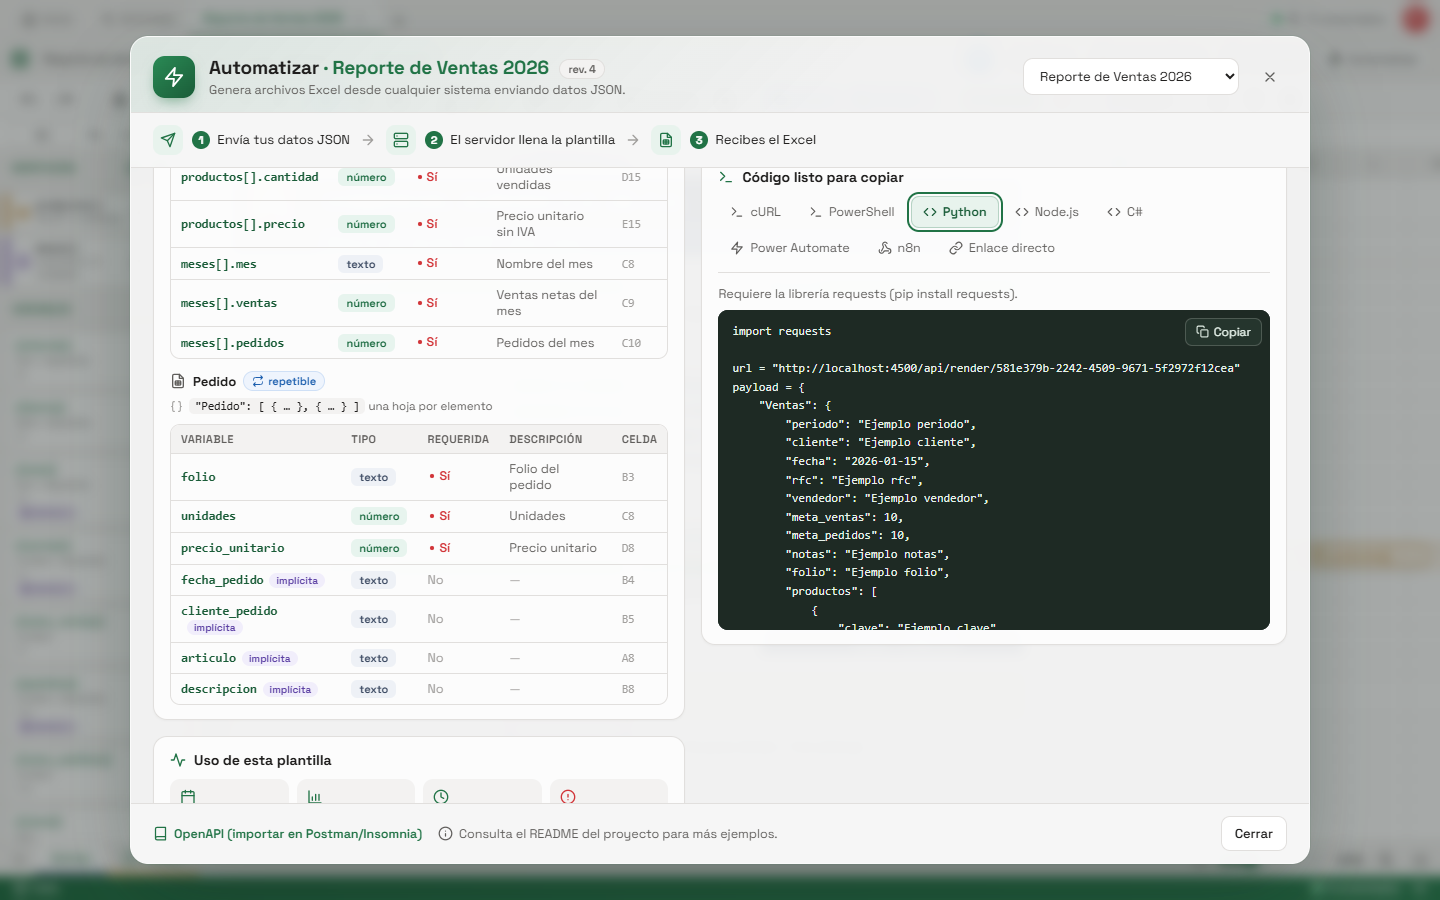 Automatizar · Reporte de Ventas 2026 rev. 4
Genera archivos Excel desde cualquier sistema enviando datos JSON.
Reporte de Ventas 2026
1 Envía tus datos JSON → 2 El servidor llena la plantilla → 3 Recibes el Excel
productos[].cantidad número • Sí Unidades vendidas D15
productos[].precio número • Sí Precio unitario sin IVA E15
meses[].mes texto • Sí Nombre del mes C8
meses[].ventas número • Sí Ventas netas del mes C9
meses[].pedidos número • Sí Pedidos del mes C10
Pedido repetible
{} "Pedido": [ { … }, { … } ] una hoja por elemento
VARIABLE TIPO REQUERIDA DESCRIPCIÓN CELDA
folio texto • Sí Folio del pedido B3
unidades número • Sí Unidades C8
precio_unitario número • Sí Precio unitario D8
fecha_pedido implícita texto No — B4
cliente_pedido implícita texto No — B5
articulo implícita texto No — A8
descripcion implícita texto No — B8
Uso de esta plantilla
Código listo para copiar
cURL PowerShell Python Node.js C#
Power Automate n8n Enlace directo
Requiere la librería requests (pip install requests).
Copiar
import requests
url = "http://localhost:4500/api/render/581e379b-2242-4509-9671-5f2972f12cea"
payload = {
"Ventas": {
"periodo": "Ejemplo periodo",
"cliente": "Ejemplo cliente",
"fecha": "2026-01-15",
"rfc": "Ejemplo rfc",
"vendedor": "Ejemplo vendedor",
"meta_ventas": 10,
"meta_pedidos": 10,
"notas": "Ejemplo notas",
"folio": "Ejemplo folio",
"productos": [
{
"clave": "Ejemplo clave"
OpenAPI (importar en Postman/Insomnia) Consulta el README del proyecto para más ejemplos.
Cerrar